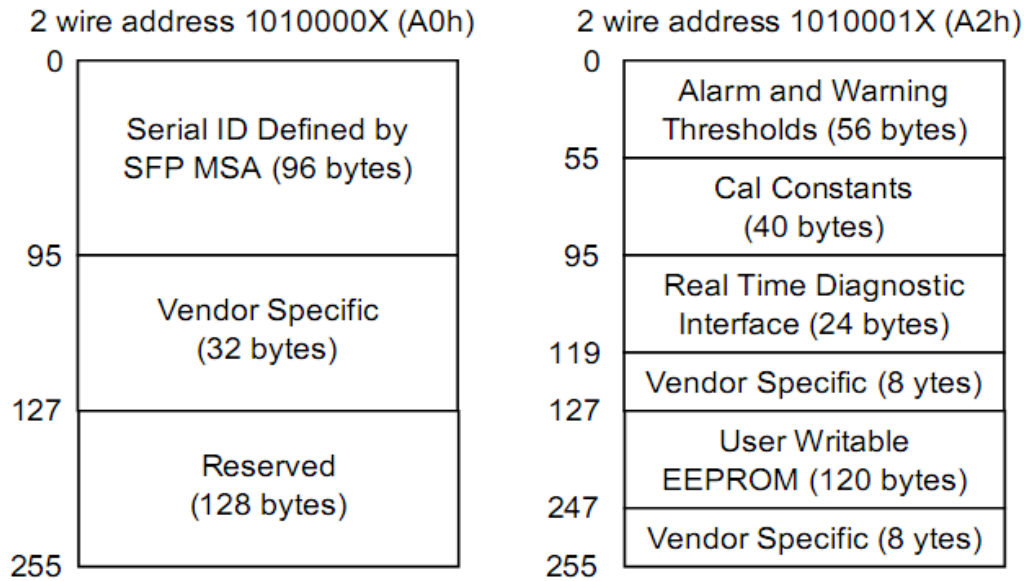 2 wire address 1010000X (A0h)
0
Serial ID Defined by
SFP MSA (96 bytes)
95
Vendor Specific
(32 bytes)
127
Reserved
(128 bytes)
255
2 wire address 1010001X (A2h)
0
Alarm and Warning
Thresholds (56 bytes)
55
Cal Constants
(40 bytes)
95
Real Time Diagnostic
Interface (24 bytes)
119
Vendor Specific (8 ytes)
127
User Writable
EEPROM (120 bytes)
247
Vendor Specific (8 ytes)
255